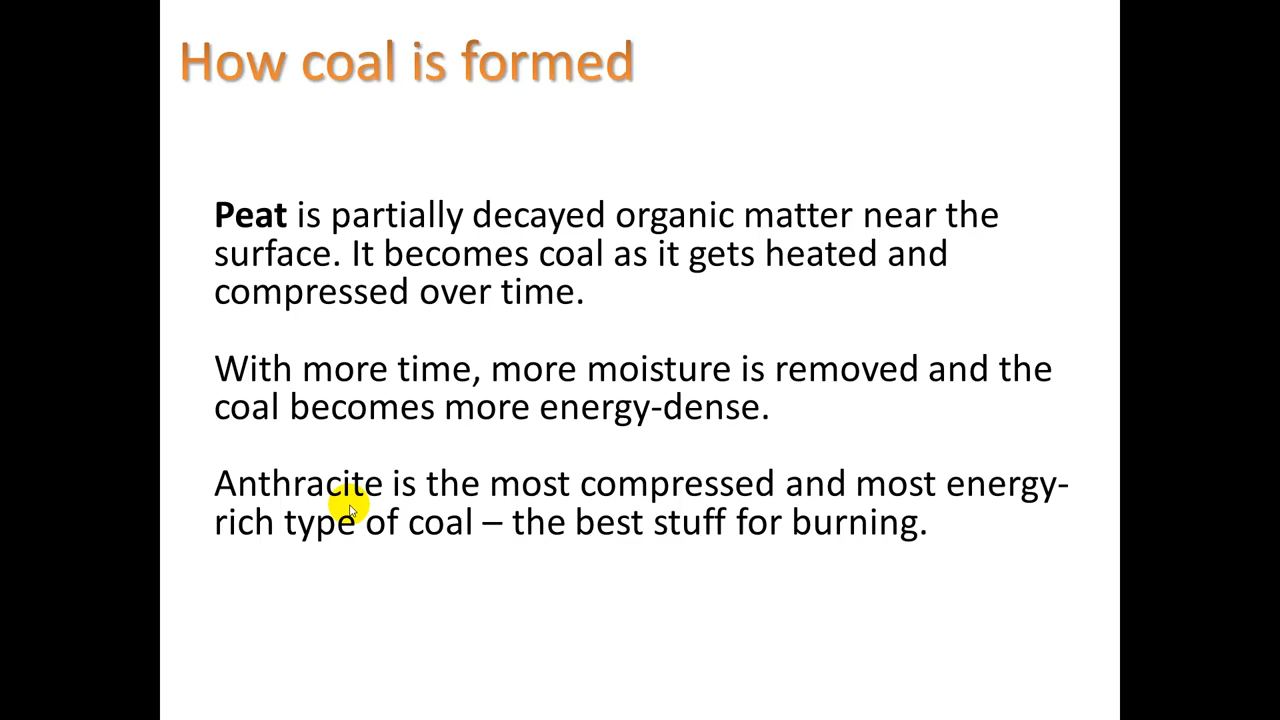 How coal is formed
Peat is partially decayed organic matter near the
surface. It becomes coal as it gets heated and
compressed over time.
With more time, more moisture is removed and the
coal becomes more energy-dense.
Anthracite is the most compressed and most energy-
rich type of coal – the best stuff for burning.